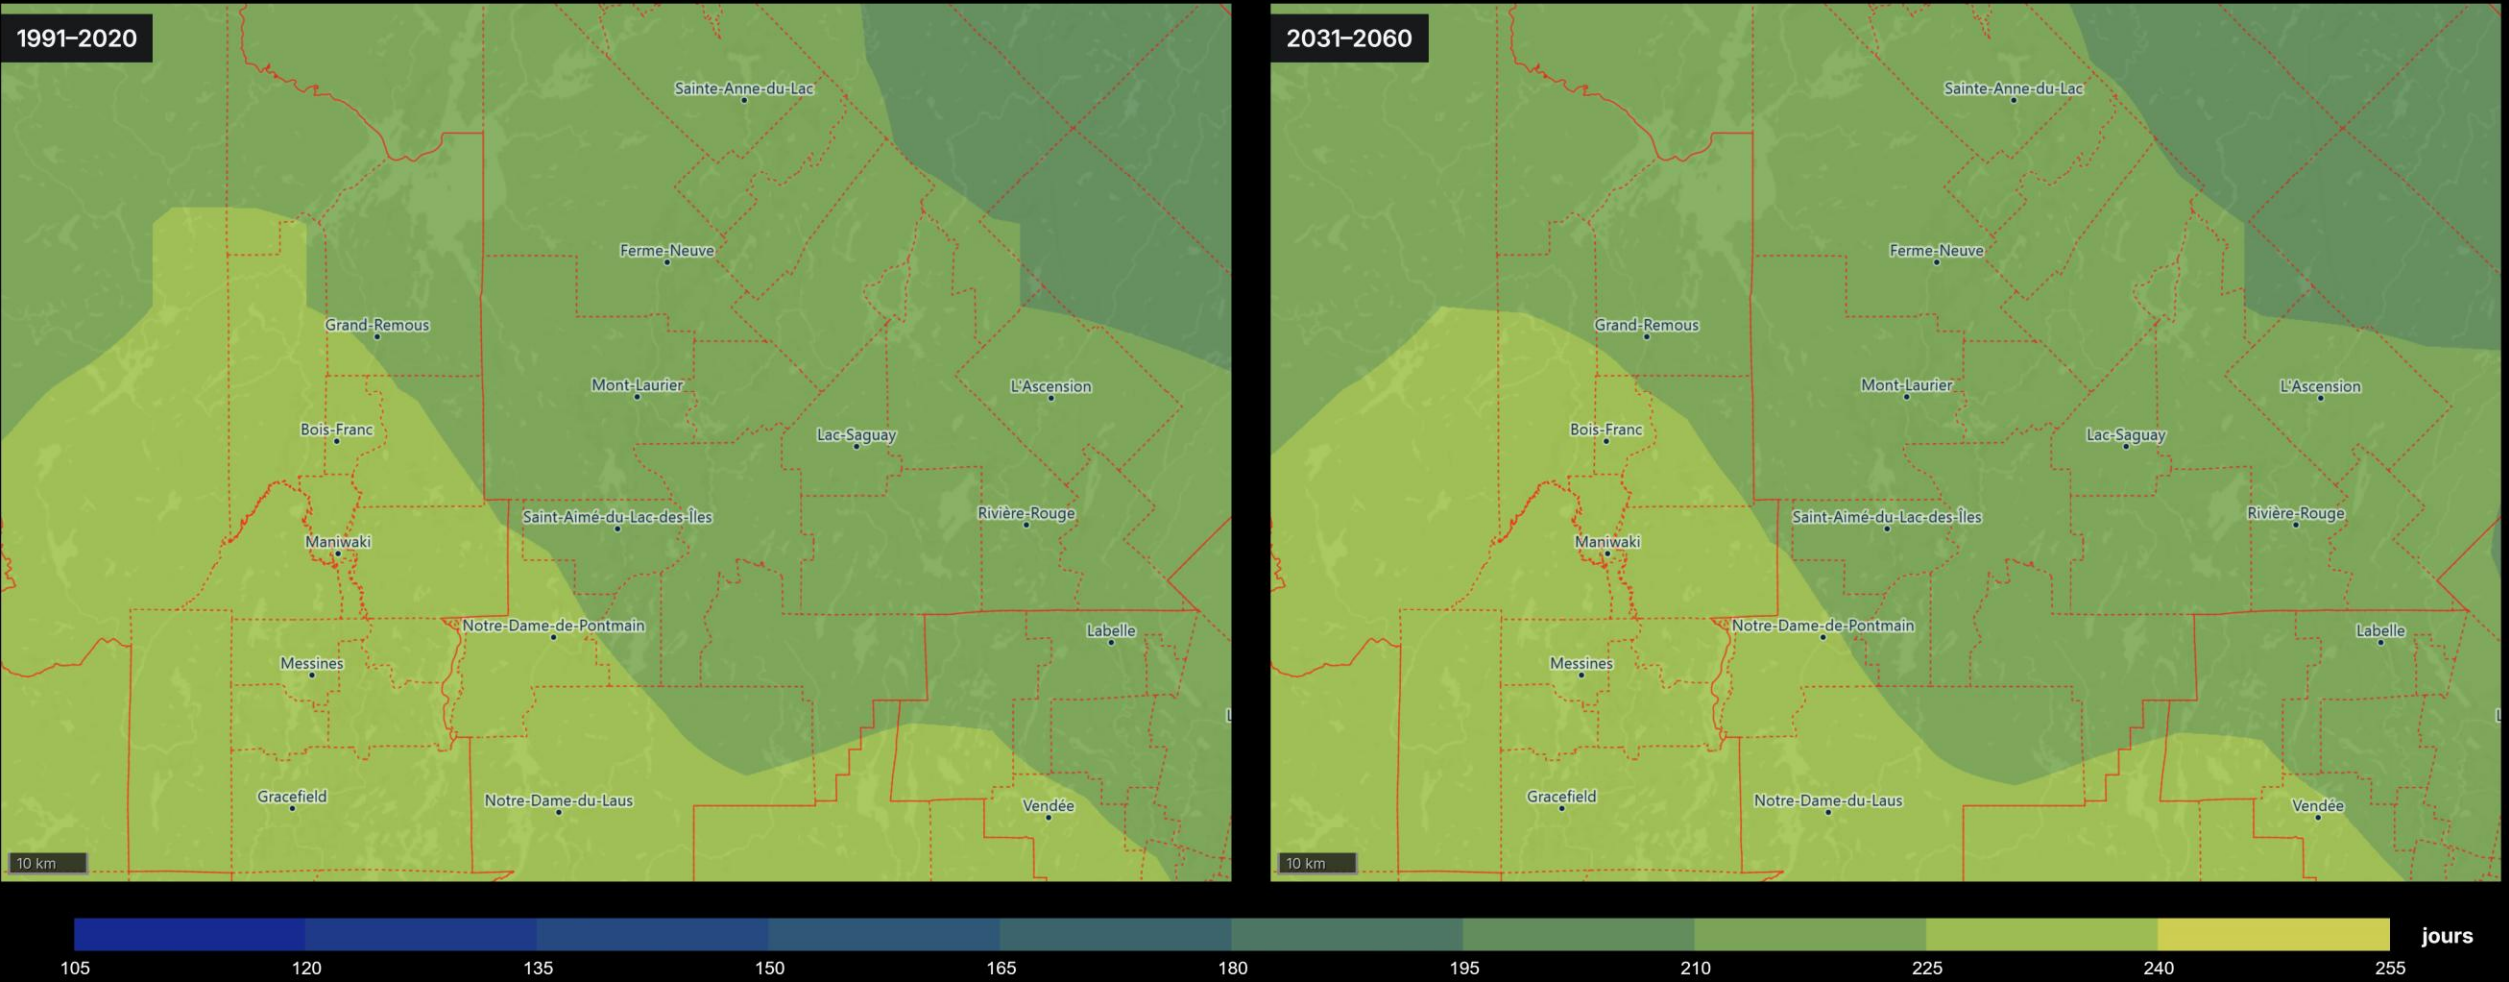 1991–2020
Sainte-Anne-du-Lac
Ferme-Neuve
Grand-Remous
Mont-Laurier
L'Ascension
Bois-Franc
Lac-Saguay
Saint-Aimé-du-Lac-des-Îles
Rivière-Rouge
Maniwaki
Notre-Dame-de-Pontmain
Labelle
Messines
L
Gracefield
Notre-Dame-du-Laus
Vendée
10 km
2031–2060
Sainte-Anne-du-Lac
Ferme-Neuve
Grand-Remous
Mont-Laurier
L'Ascension
Bois-Franc
Lac-Saguay
Saint-Aimé-du-Lac-des-Îles
Rivière-Rouge
Maniwaki
Notre-Dame-de-Pontmain
Labelle
Messines
L
Gracefield
Notre-Dame-du-Laus
Vendée
10 km
jours
105 120 135 150 165 180 195 210 225 240 255